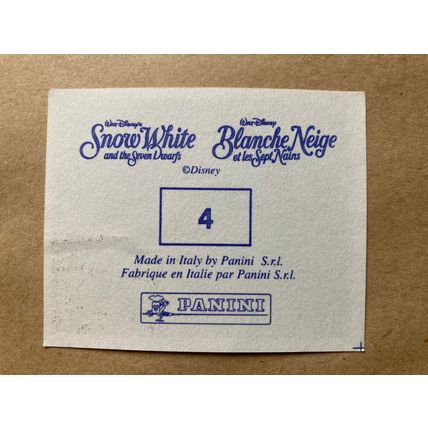 Walt Disney's
Snow White
and the Seven Dwarfs
Walt Disney
Blanche Neige
et les Sept Nains
©Disney
4
Made in Italy by Panini S.r.l.
Fabrique en Italie par Panini S.r.l.
PANINI